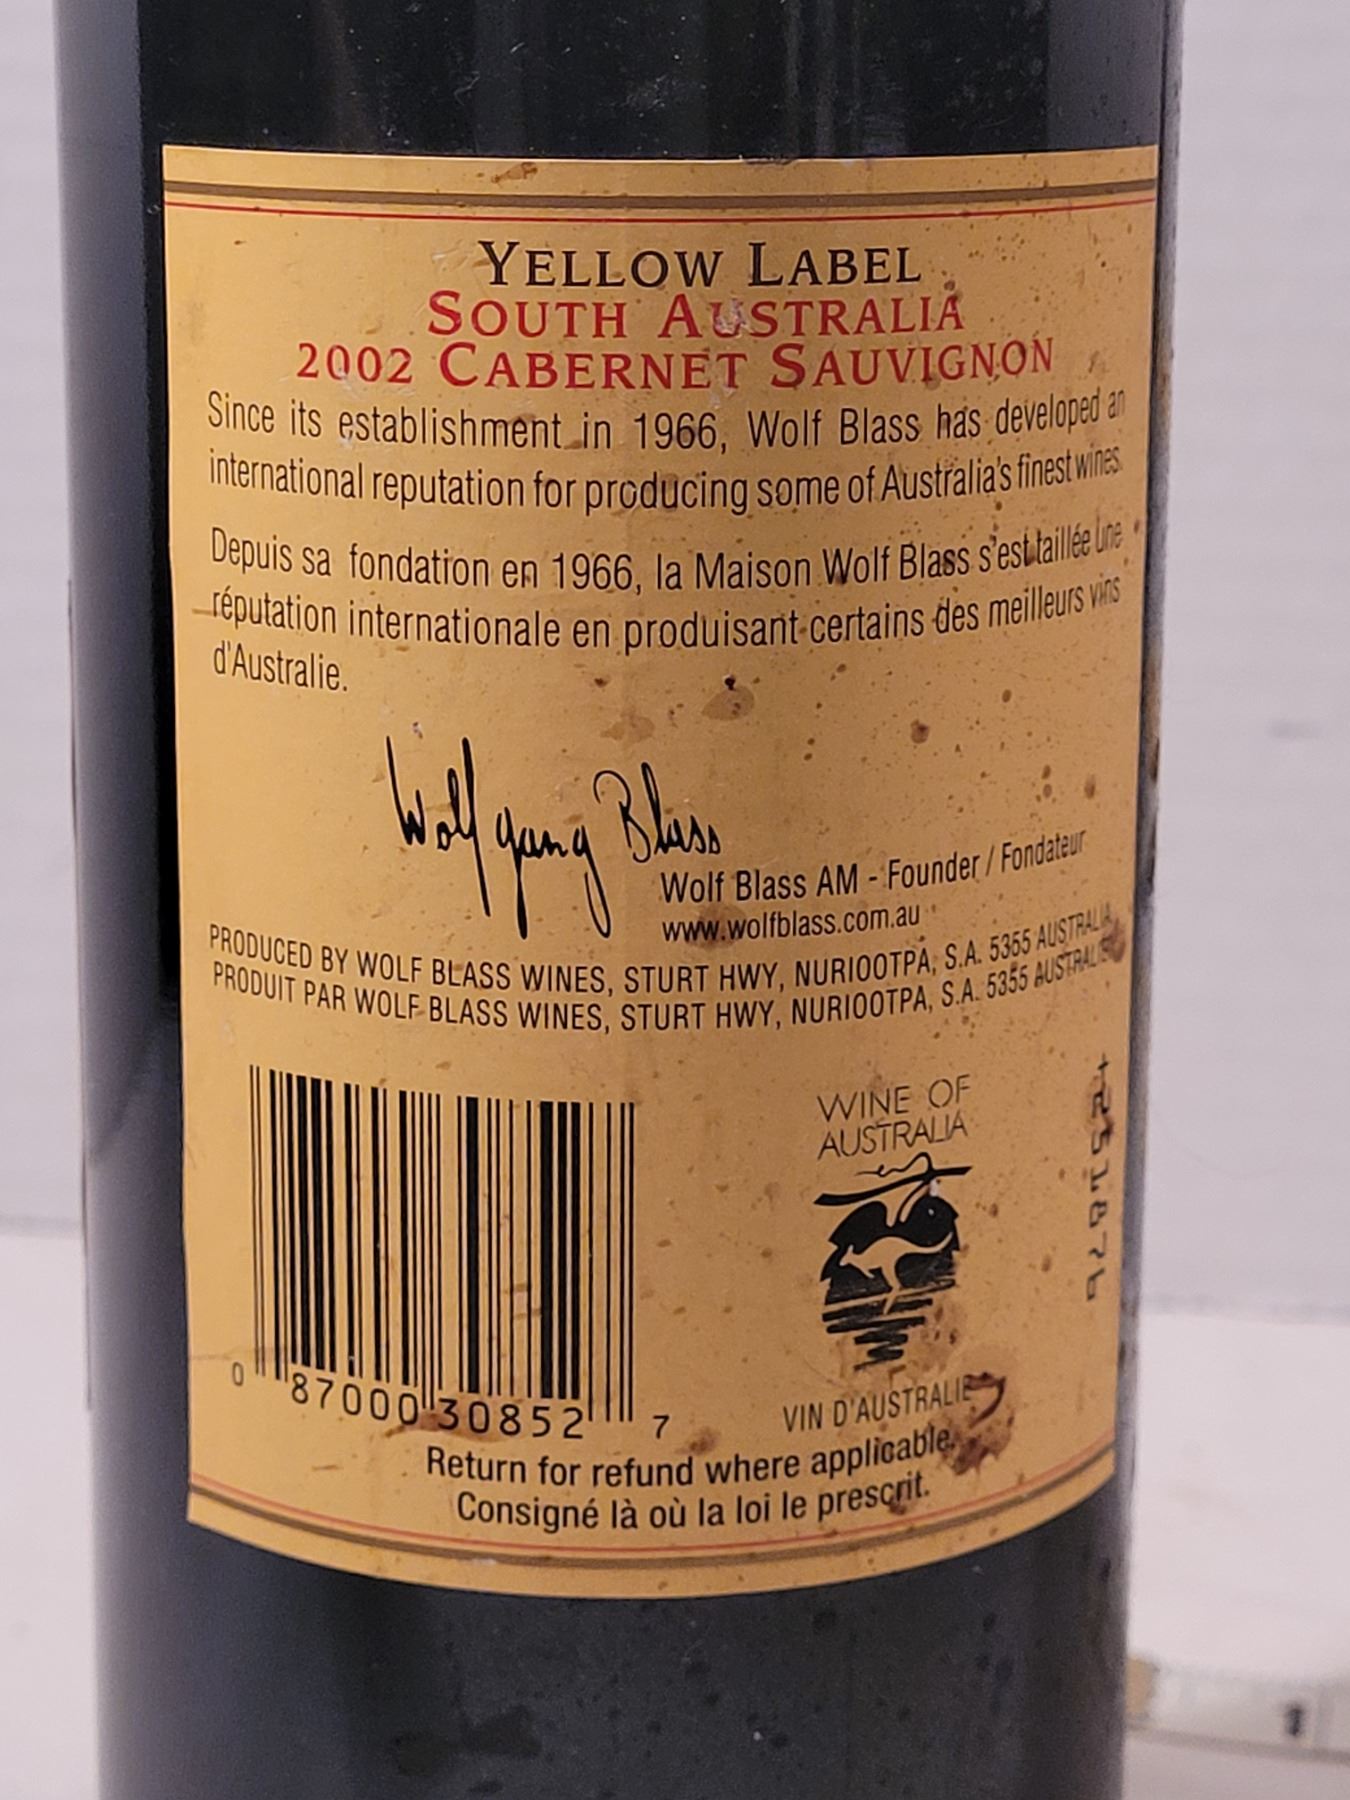 YELLOW LABEL
SOUTH AUSTRALIA
2002 CABERNET SAUVIGNON
Since its establishment in 1966, Wolf Blass has developed an
international reputation for producing some of Australia's finest wines.
Depuis sa fondation en 1966, la Maison Wolf Blass s'est taillée une
réputation internationale en produisant certains des meilleurs vins
d'Australie.
Wolfgang Blass
Wolf Blass AM - Founder / Fondateur
www.wolfblass.com.au
PRODUCED BY WOLF BLASS WINES, STURT HWY, NURIOOTPA, S.A. 5355 AUSTRALIA
PRODUIT PAR WOLF BLASS WINES, STURT HWY, NURIOOTPA, S.A. 5355 AUSTRALIE
WINE OF
AUSTRALIA
0 87000 30852 7
VIN D'AUSTRALIE
Return for refund where applicable.
Consigné là où la loi le prescrit.